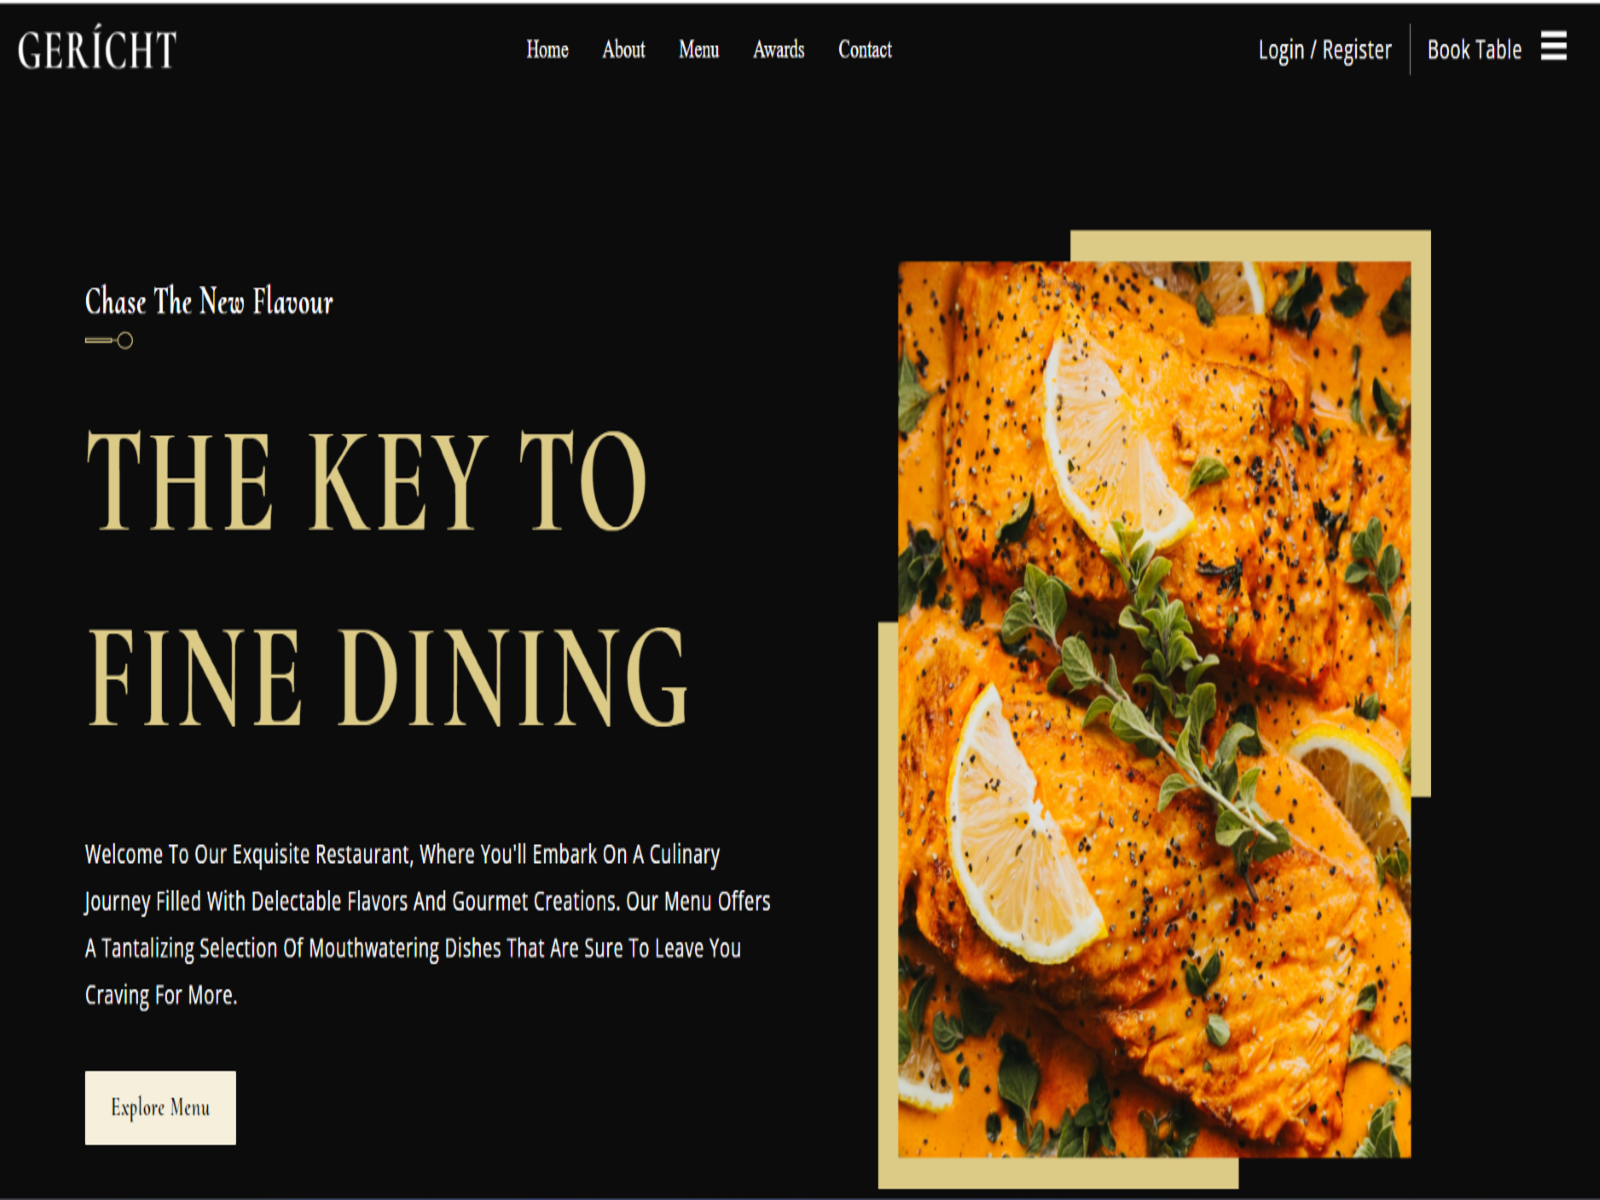 GERÍCHT
Home About Menu Awards Contact
Login / Register Book Table
Chase The New Flavour
THE KEY TO
FINE DINING
Welcome To Our Exquisite Restaurant, Where You'll Embark On A Culinary
Journey Filled With Delectable Flavors And Gourmet Creations. Our Menu Offers
A Tantalizing Selection Of Mouthwatering Dishes That Are Sure To Leave You
Craving For More.
Explore Menu